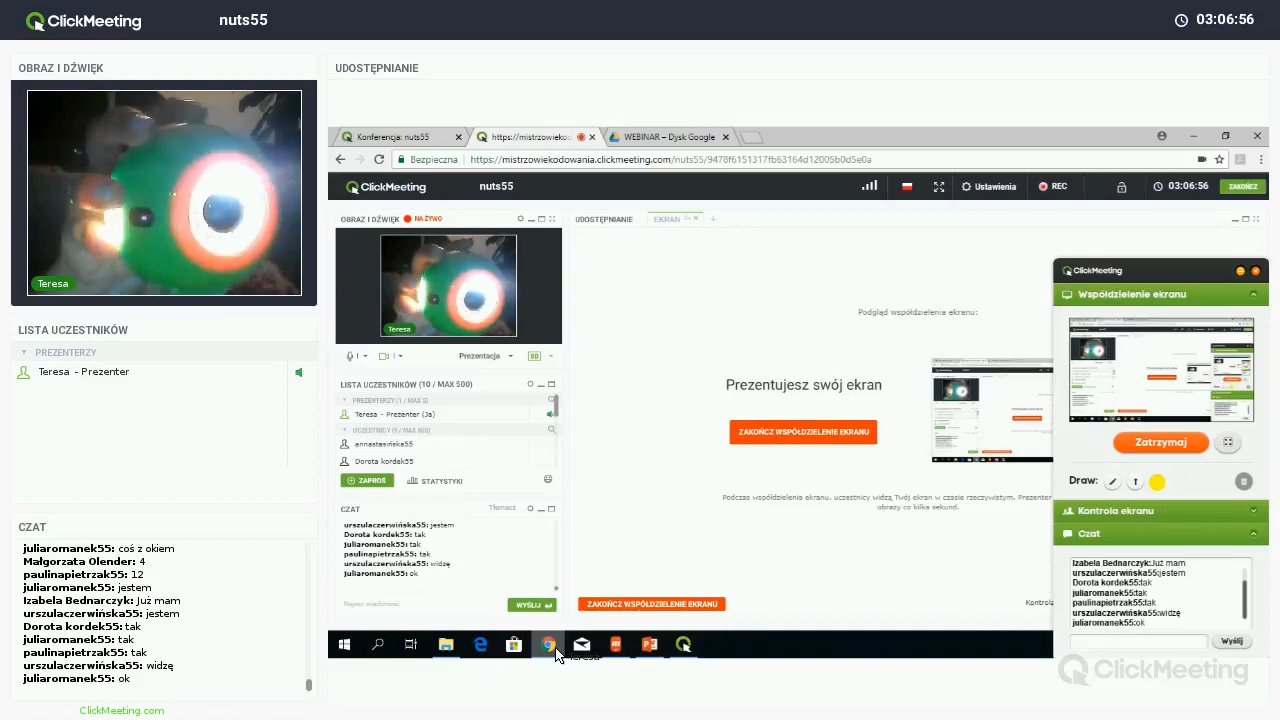 ClickMeeting
nuts55
03:06:56
OBRAZ I DŹWIĘK
Teresa
LISTA UCZESTNIKÓW
PREZENTERZY
Teresa - Prezenter
CZAT
juliaromanek55: coś z okiem
Małgorzata Olender: 4
paulinapietrzak55: 12
juliaromanek55: jestem
Izabela Bednarczyk: Już mam
urszulaczerwińska55: jestem
Dorota kordek55: tak
juliaromanek55: tak
paulinapietrzak55: tak
urszulaczerwińska55: widzę
juliaromanek55: ok
ClickMeeting.com
UDOSTĘPNIANIE
Konferencja: nuts55
https://mistrzowiekodow
WEBINAR – Dysk Google
Bezpieczna
https://mistrzowiekodowania.clickmeeting.com/nuts55/9478f6151317fb63164d12005b0d5e0a
ClickMeeting
nuts55
Ustawienia
REC
03:06:56
ZAKOŃCZ
OBRAZ I DŹWIĘK
NA ŻYWO
Teresa
Prezentacja
SD
LISTA UCZESTNIKÓW (10 / MAX 500)
PREZENTERZY (1 / MAX 5)
Teresa - Prezenter (Ja)
annastasińska55
Dorota kordek55
ZAPROŚ
STATYSTYKI
CZAT
Tłumacz
urszulaczerwińska55: jestem
Dorota kordek55: tak
juliaromanek55: tak
paulinapietrzak55: tak
urszulaczerwińska55: widzę
juliaromanek55: ok
Napisz wiadomość
WYŚLIJ
UDOSTĘPNIANIE
EKRAN
Podgląd współdzielenia ekranu:
Prezentujesz swój ekran
ZAKOŃCZ WSPÓŁDZIELENIE EKRANU
Podczas współdzielenia ekranu, uczestnicy widzą Twój ekran w czasie rzeczywistym. Prezenter
obrazy co kilka sekund.
ZAKOŃCZ WSPÓŁDZIELENIE EKRANU
Kontrola
ClickMeeting
Współdzielenie ekranu
Zatrzymaj
Draw:
Kontrola ekranu
Czat
Izabela Bednarczyk:Już mam
urszulaczerwińska55:jestem
Dorota kordek55:tak
juliaromanek55:tak
paulinapietrzak55:tak
urszulaczerwińska55:widzę
juliaromanek55:ok
Wyślij
Teresa
ClickMeeting